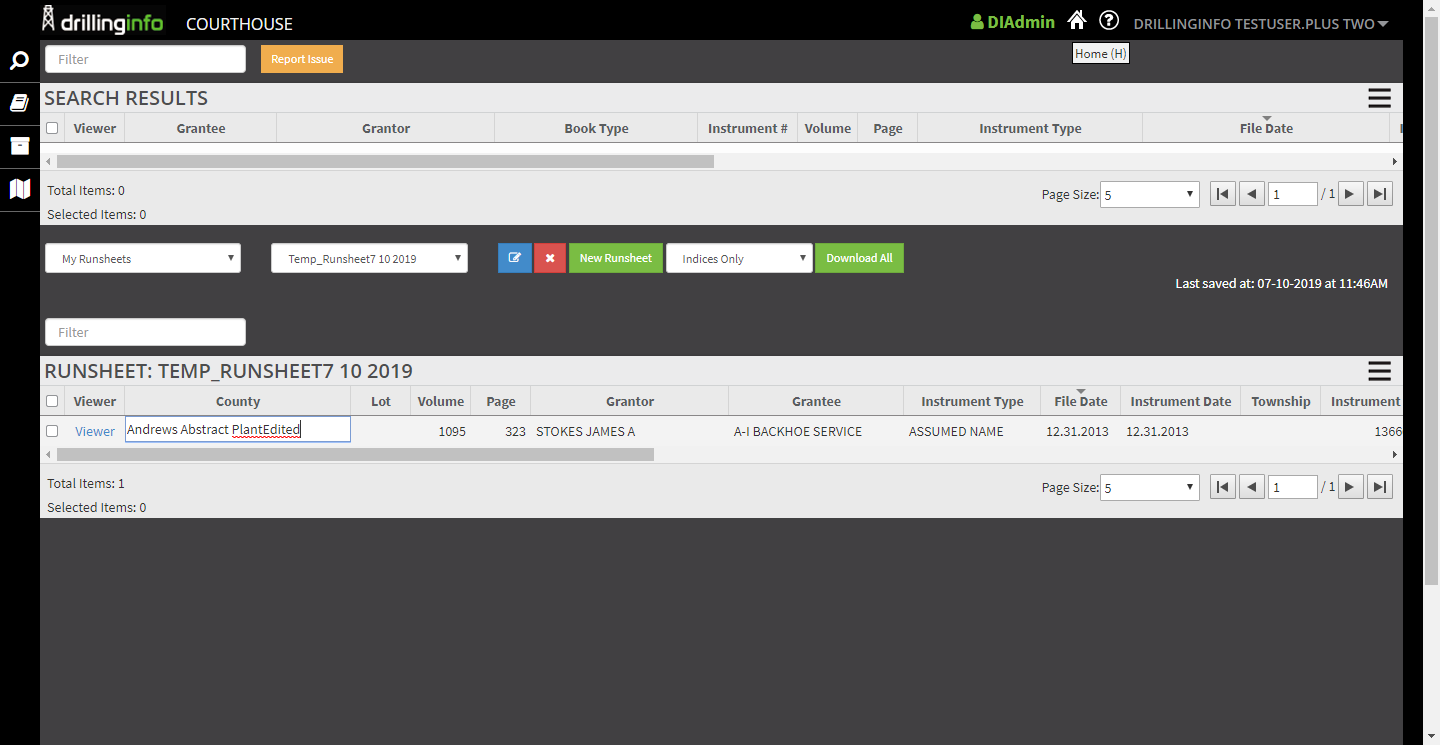 drillinginfo COURTHOUSE DIAdmin DRILLINGINFO TESTUSER.PLUS TWO
Filter Report Issue Home (H)
SEARCH RESULTS
Viewer Grantee Grantor Book Type Instrument # Volume Page Instrument Type File Date
Total Items: 0
Page Size: 5 1 / 1
Selected Items: 0
My Runsheets Temp_Runsheet7 10 2019 New Runsheet Indices Only Download All
Last saved at: 07-10-2019 at 11:46AM
Filter
RUNSHEET: TEMP_RUNSHEET7 10 2019
Viewer County Lot Volume Page Grantor Grantee Instrument Type File Date Instrument Date Township Instrument
Viewer Andrews Abstract PlantEdited 1095 323 STOKES JAMES A A-I BACKHOE SERVICE ASSUMED NAME 12.31.2013 12.31.2013 1366
Total Items: 1
Page Size: 5 1 / 1
Selected Items: 0